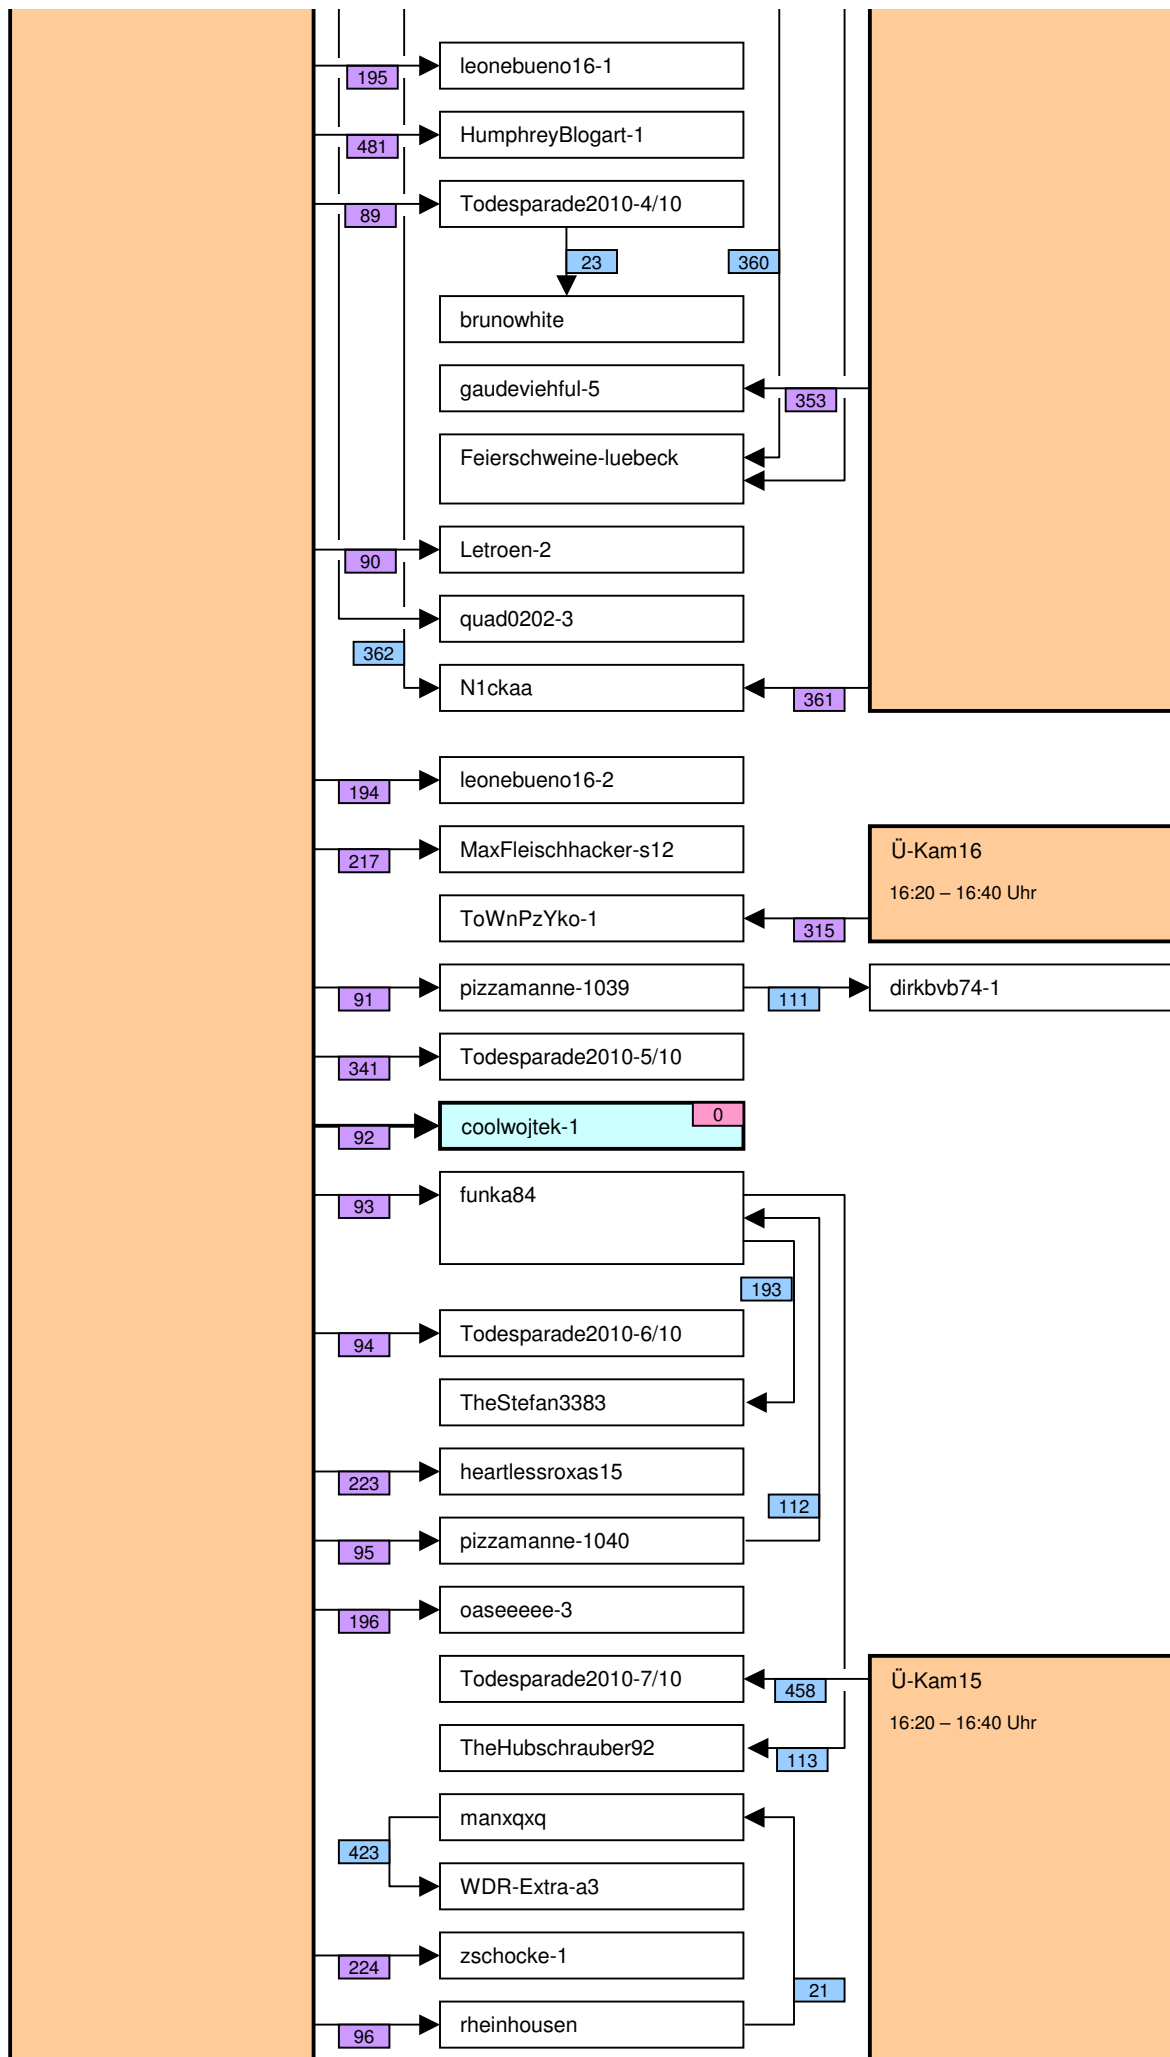 leonebueno16-1
195
HumphreyBlogart-1
481
Todesparade2010-4/10
89
23
360
brunowhite
gaudeviehful-5
353
Feierschweine-luebeck
Letroen-2
90
quad0202-3
362
N1ckaa
361
leonebueno16-2
194
MaxFleischhacker-s12
217
Ü-Kam16
16:20 – 16:40 Uhr
ToWnPzYko-1
315
pizzamanne-1039
91
111
dirkbvb74-1
Todesparade2010-5/10
341
coolwojtek-1
0
92
funka84
93
193
Todesparade2010-6/10
94
TheStefan3383
heartlessroxas15
223
112
pizzamanne-1040
95
oaseeeee-3
196
Todesparade2010-7/10
458
Ü-Kam15
16:20 – 16:40 Uhr
TheHubschrauber92
113
manxqxq
423
WDR-Extra-a3
zschocke-1
224
21
rheinhousen
96